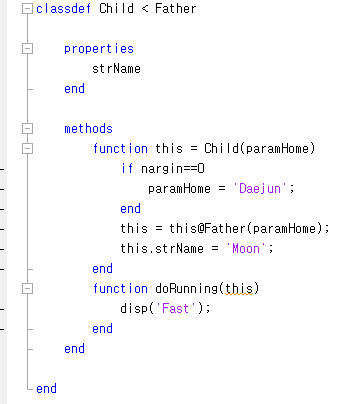 classdef Child < Father
properties
strName
end
methods
function this = Child(paramHome)
if nargin==0
paramHome = 'Daejun';
end
this = this@Father(paramHome);
this.strName = 'Moon';
end
function doRunning(this)
disp('Fast');
end
end
end